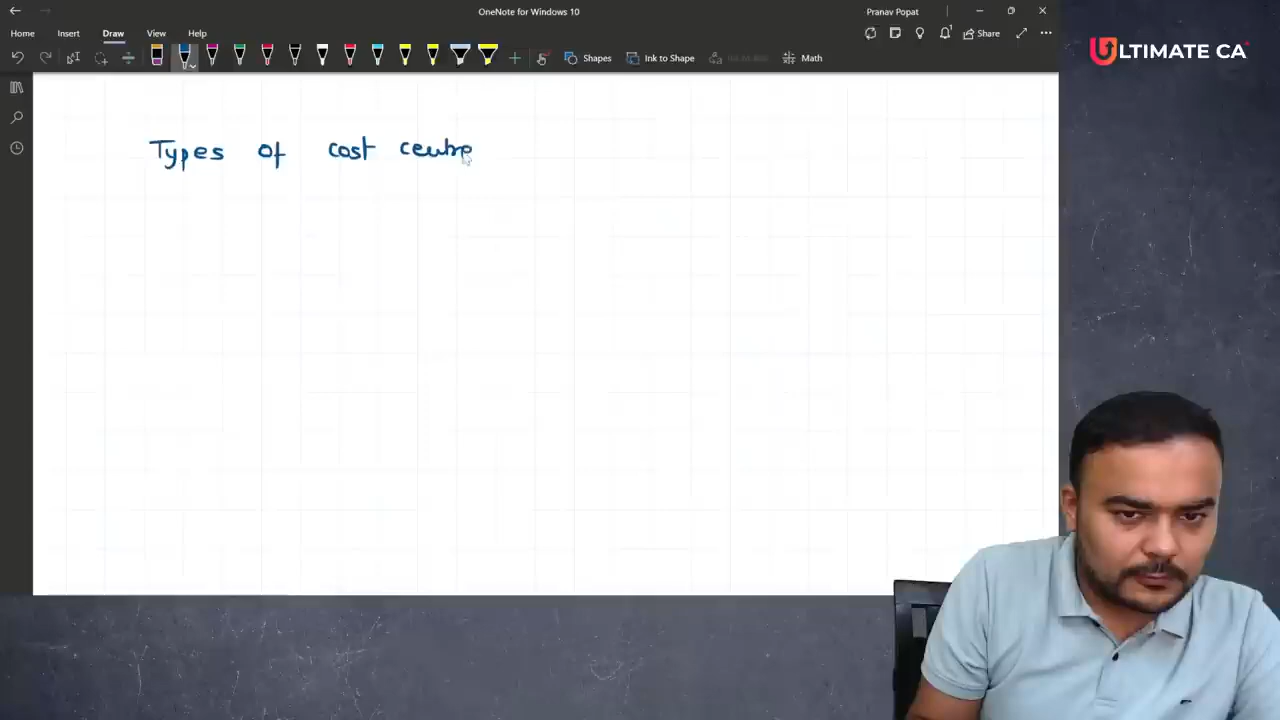 OneNote for Windows 10
Pranav Popat
Home Insert Draw View Help
Share
Shapes Ink to Shape Math
ULTIMATE CA
Types of cost centre